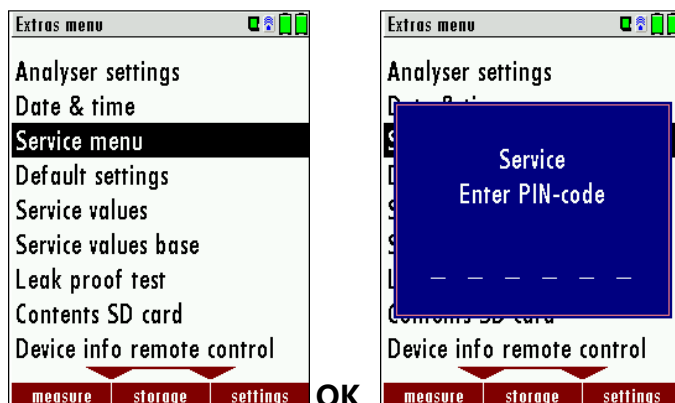 Extras menu
Analyser settings
Date & time
Service menu
Default settings
Service values
Service values base
Leak proof test
Contents SD card
Device info remote control
measure storage settings
OK
Extras menu
Analyser settings
Service
Enter PIN-code
_ _ _ _ _ _
Device info remote control
measure storage settings